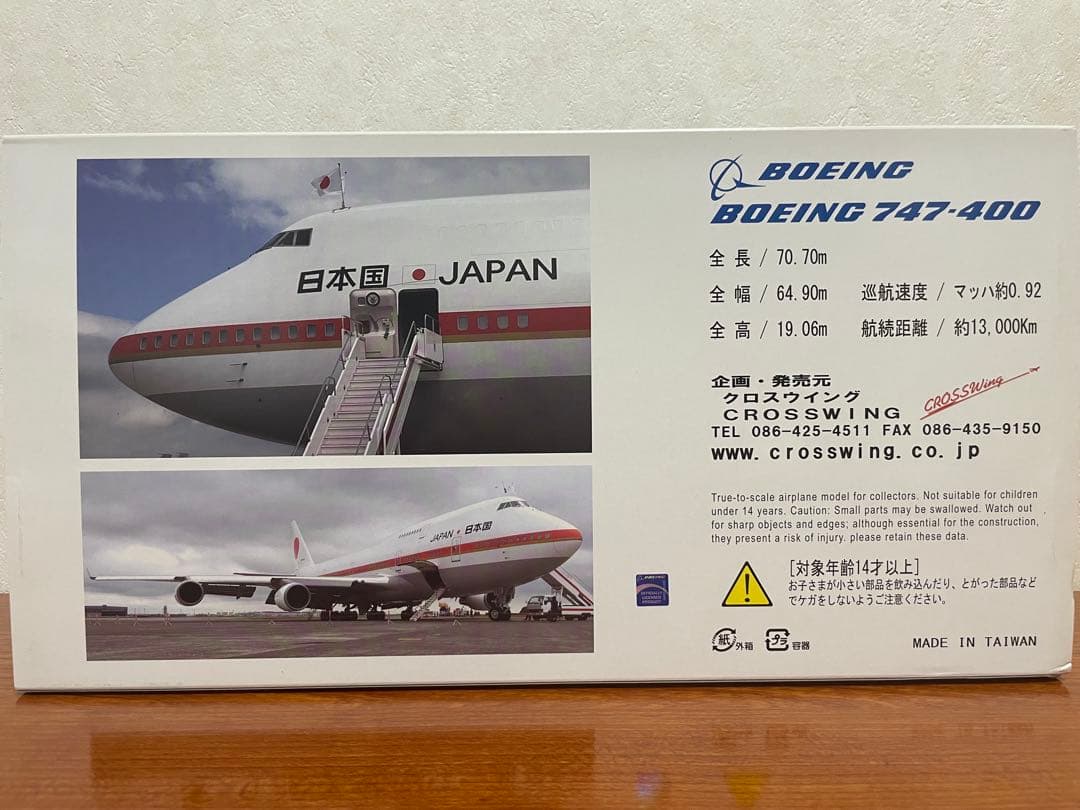 日本国 JAPAN
JAPAN 日本国
BOEING
BOEING 747-400
全 長 / 70.70m
全 幅 / 64.90m 巡航速度 / マッハ約0.92
全 高 / 19.06m 航続距離 / 約13,000Km
企画・発売元
クロスウイング
CROSSWING
CROSSWing
TEL 086-425-4511 FAX 086-435-9150
www.crosswing.co.jp
True-to-scale airplane model for collectors. Not suitable for children
under 14 years. Caution: Small parts may be swallowed. Watch out
for sharp objects and edges; although essential for the construction,
they present a risk of injury. please retain these data.
BOEING
OFFICIALLY
LICENSED
PRODUCT
[対象年齢14才以上]
お子さまが小さい部品を飲み込んだり、とがった部品など
でケガをしないようご注意ください。
紙 外箱 プラ 容器
MADE IN TAIWAN